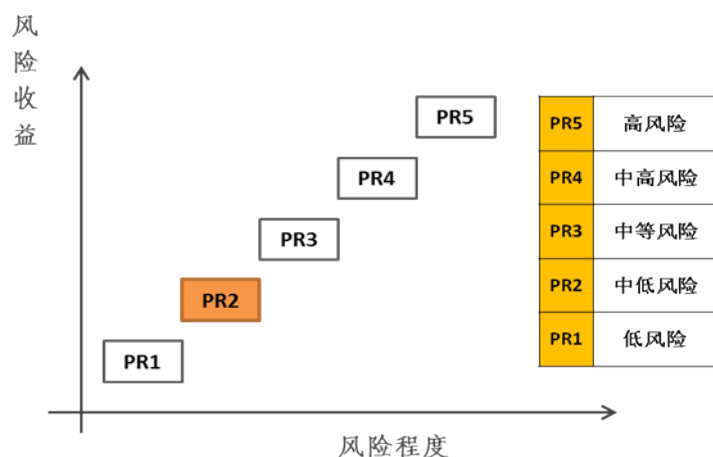 风险收益
PR5
PR4
PR3
PR2
PR1
风险程度
PR5 高风险
PR4 中高风险
PR3 中等风险
PR2 中低风险
PR1 低风险